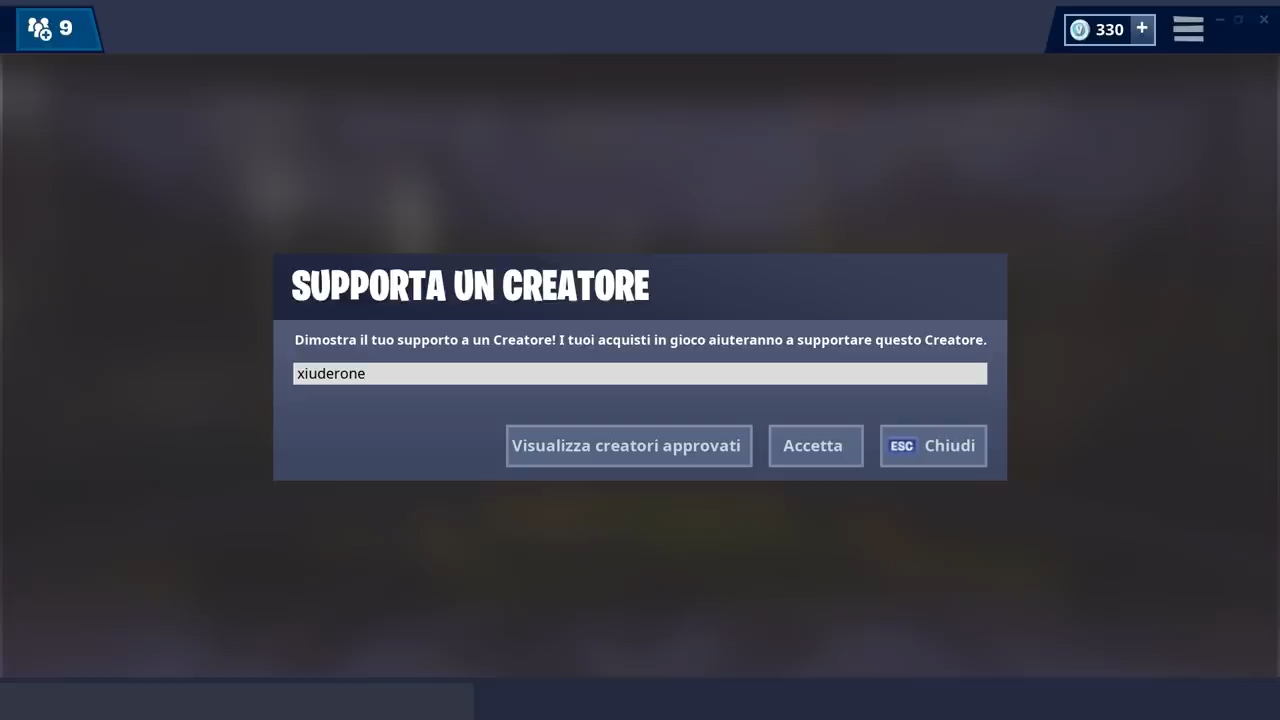 9
330 +
SUPPORTA UN CREATORE
Dimostra il tuo supporto a un Creatore! I tuoi acquisti in gioco aiuteranno a supportare questo Creatore.
xiuderone
Visualizza creatori approvati
Accetta
ESC Chiudi